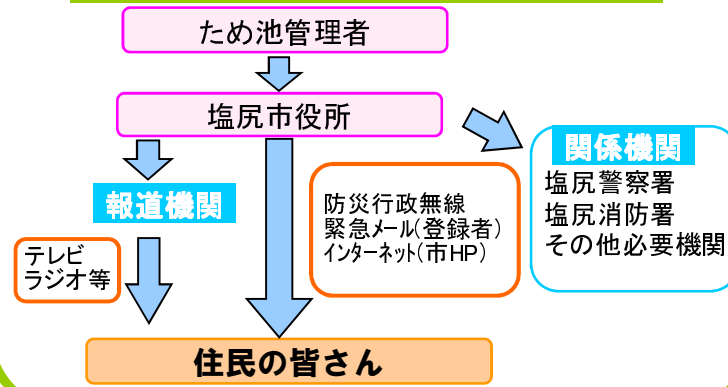 ため池管理者
塩尻市役所
関係機関
塩尻警察署
塩尻消防署
その他必要機関
報道機関
防災行政無線
緊急メール(登録者)
インターネット(市HP)
テレビ
ラジオ等
住民の皆さん